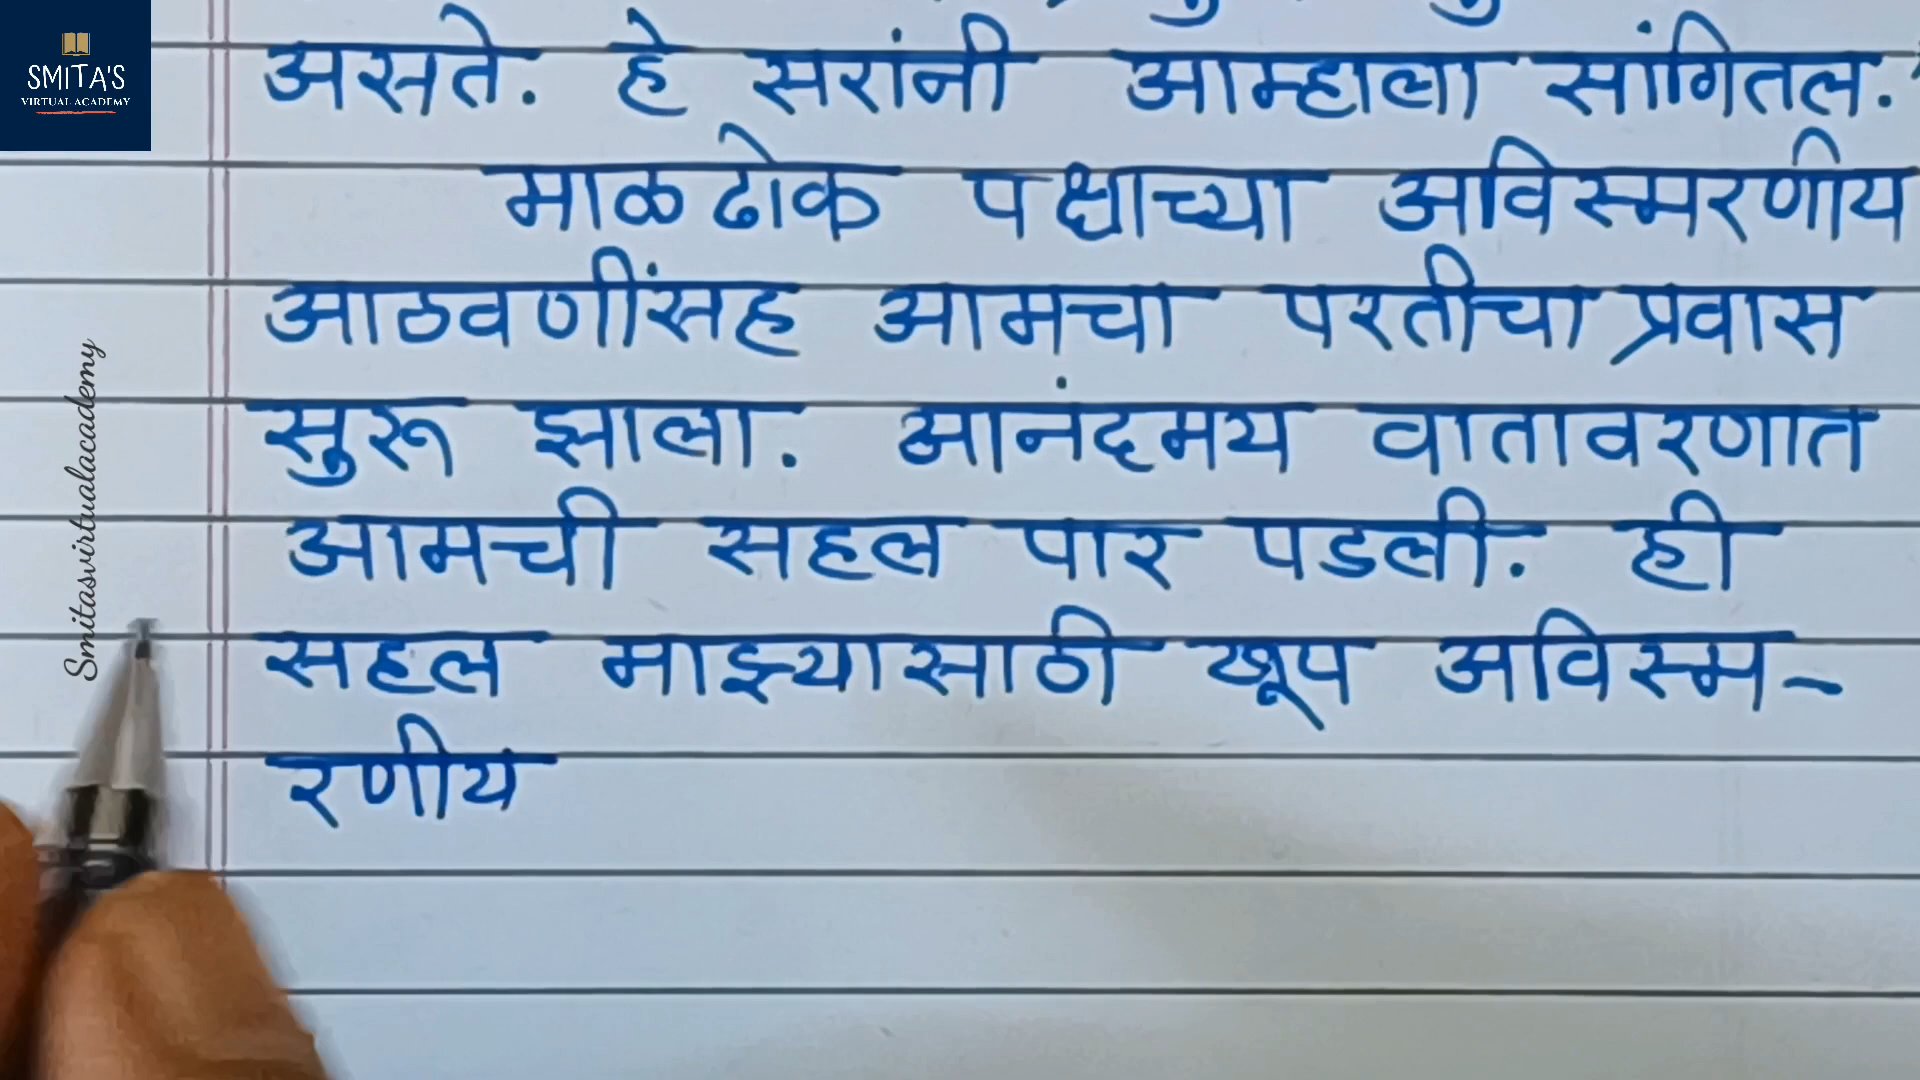 SMITA'S
VIRTUAL ACADEMY
असते. हे सरांनी आम्हाला सांगितल.
माळढोक पक्षाच्या अविस्मरणीय
आठवणींसह आमचा परतीचा प्रवास
सुरू झाला. आनंदमय वातावरणात
आमची सहल पार पडली. ही
सहल माझ्यासाठी खूप अविस्म-
रणीय
Smitasvirtualacademy